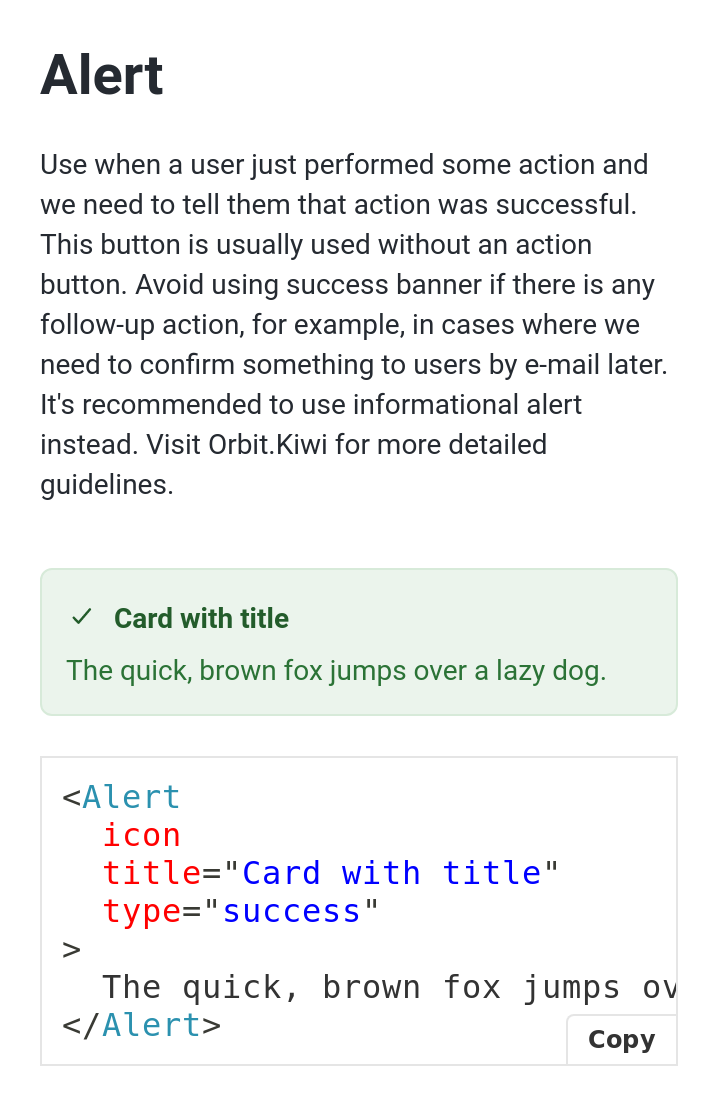 Alert
Use when a user just performed some action and
we need to tell them that action was successful.
This button is usually used without an action
button. Avoid using success banner if there is any
follow-up action, for example, in cases where we
need to confirm something to users by e-mail later.
It's recommended to use informational alert
instead. Visit Orbit.Kiwi for more detailed
guidelines.
Card with title
The quick, brown fox jumps over a lazy dog.
<Alert
  icon
  title="Card with title"
  type="success"
>
  The quick, brown fox jumps ov
</Alert>
Copy